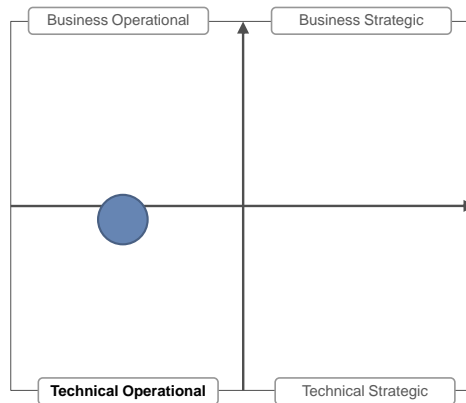 Business Operational
Business Strategic
Technical Operational
Technical Strategic